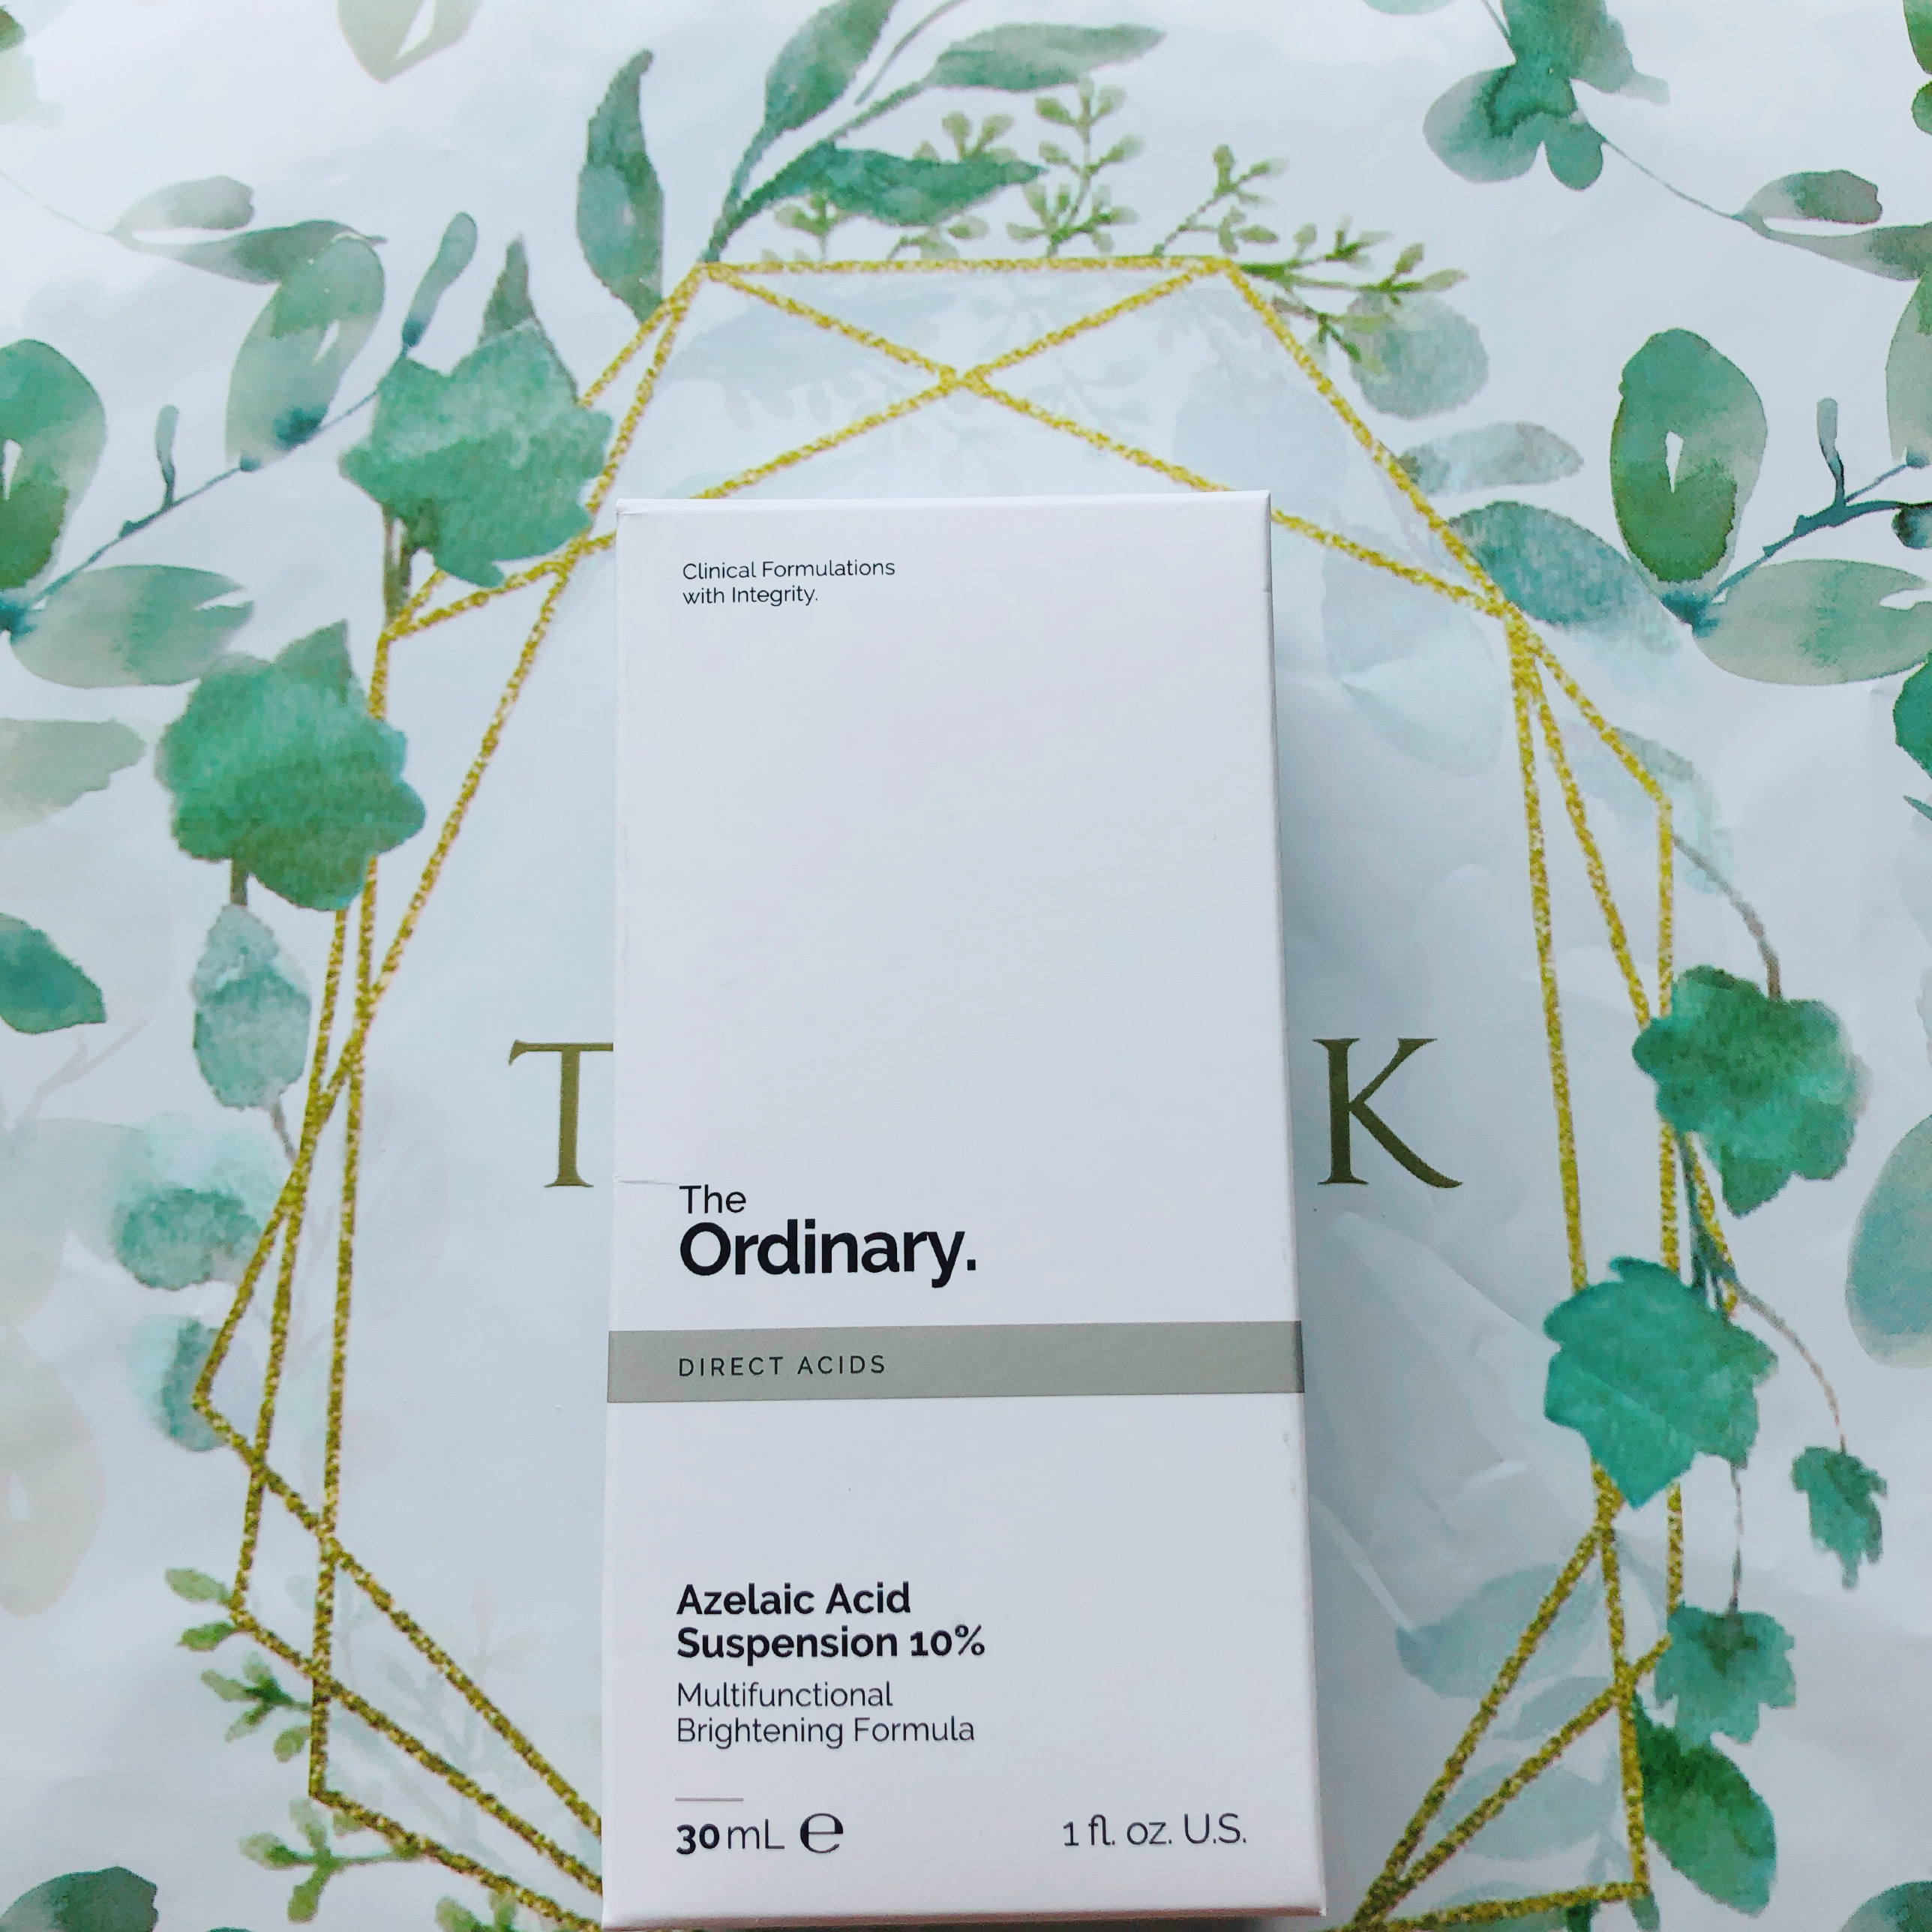 Clinical Formulations
with Integrity.
T K
The
Ordinary.
DIRECT ACIDS
Azelaic Acid
Suspension 10%
Multifunctional
Brightening Formula
30 mL ℮ 1 fl. oz. U.S.